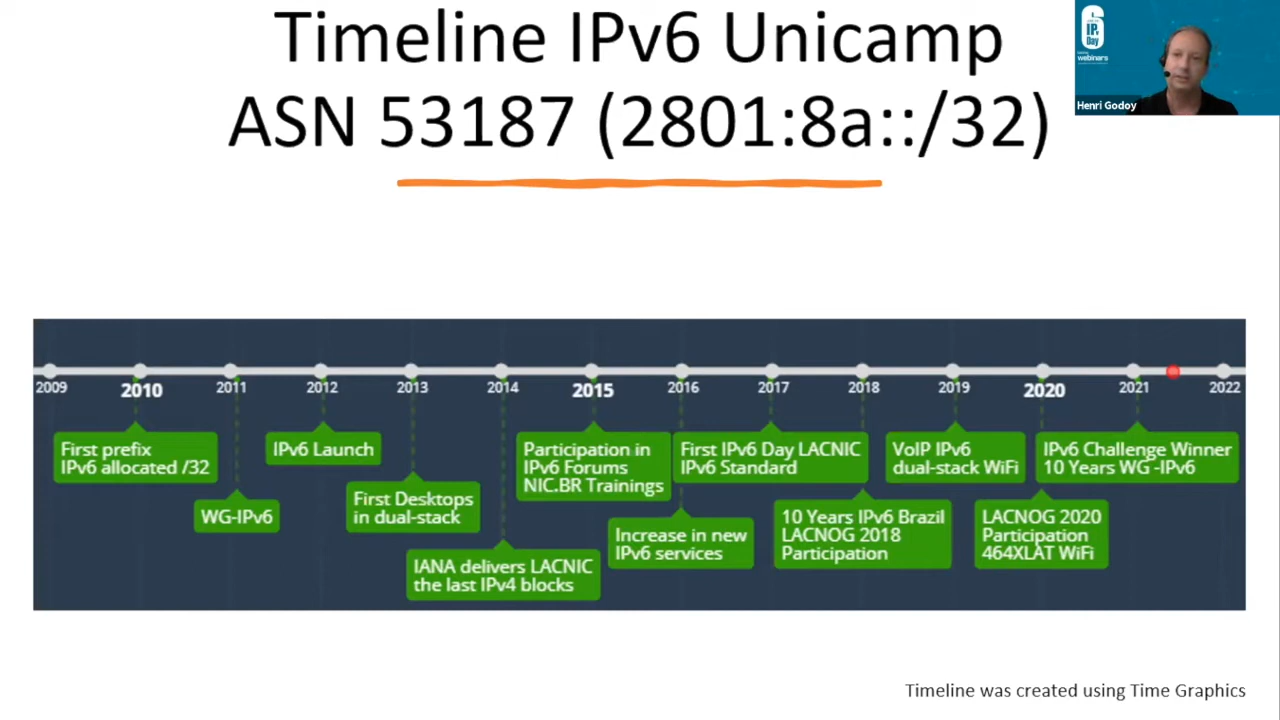 Timeline IPv6 Unicamp
ASN 53187 (2801:8a::/32)
6
IPv6
Day
webinars
Henri Godoy
2009
2010
2011
2012
2013
2014
2015
2016
2017
2018
2019
2020
2021
2022
First prefix
IPv6 allocated /32
WG-IPv6
IPv6 Launch
First Desktops
in dual-stack
IANA delivers LACNIC
the last IPv4 blocks
Participation in
IPv6 Forums
NIC.BR Trainings
Increase in new
IPv6 services
First IPv6 Day LACNIC
IPv6 Standard
10 Years IPv6 Brazil
LACNOG 2018
Participation
VoIP IPv6
dual-stack WiFi
LACNOG 2020
Participation
464XLAT WiFi
IPv6 Challenge Winner
10 Years WG -IPv6
Timeline was created using Time Graphics